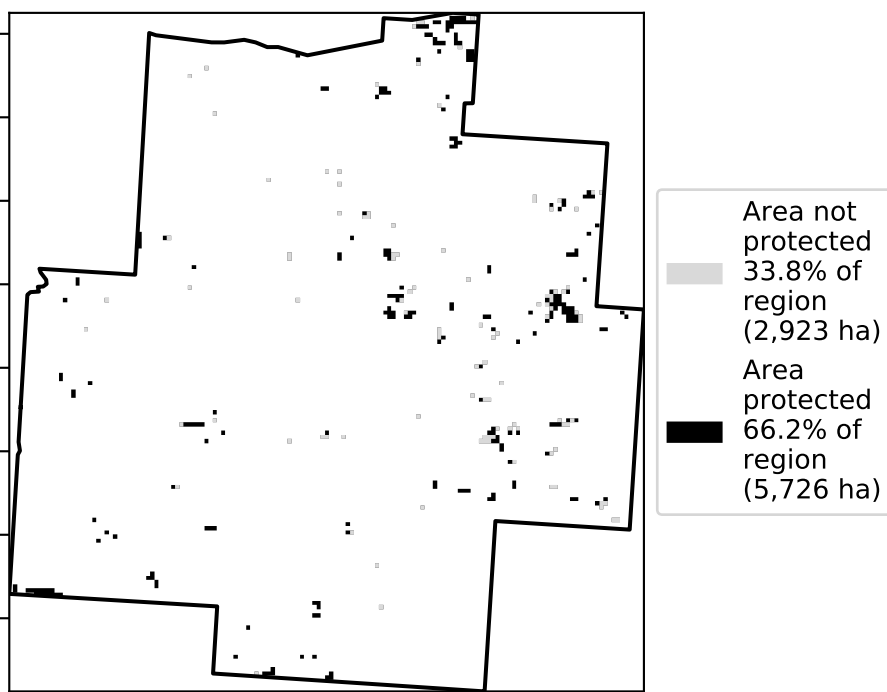 Area not
protected
33.8% of
region
(2,923 ha)
Area
protected
66.2% of
region
(5,726 ha)